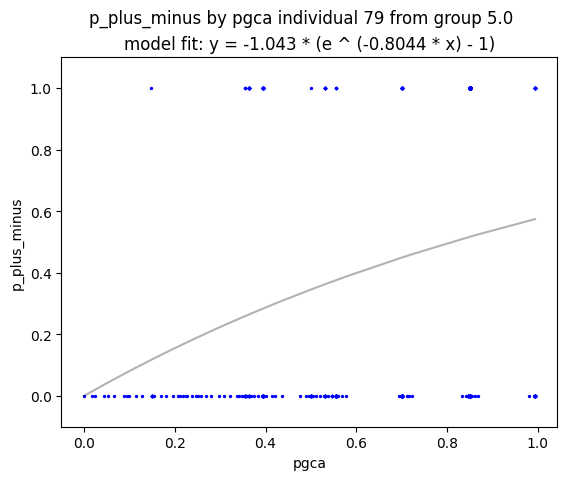 p_plus_minus by pgca individual 79 from group 5.0
model fit: y = -1.043 * (e ^ (-0.8044 * x) - 1)
1.0
0.8
0.6
0.4
0.2
0.0
p_plus_minus
0.0 0.2 0.4 0.6 0.8 1.0
pgca